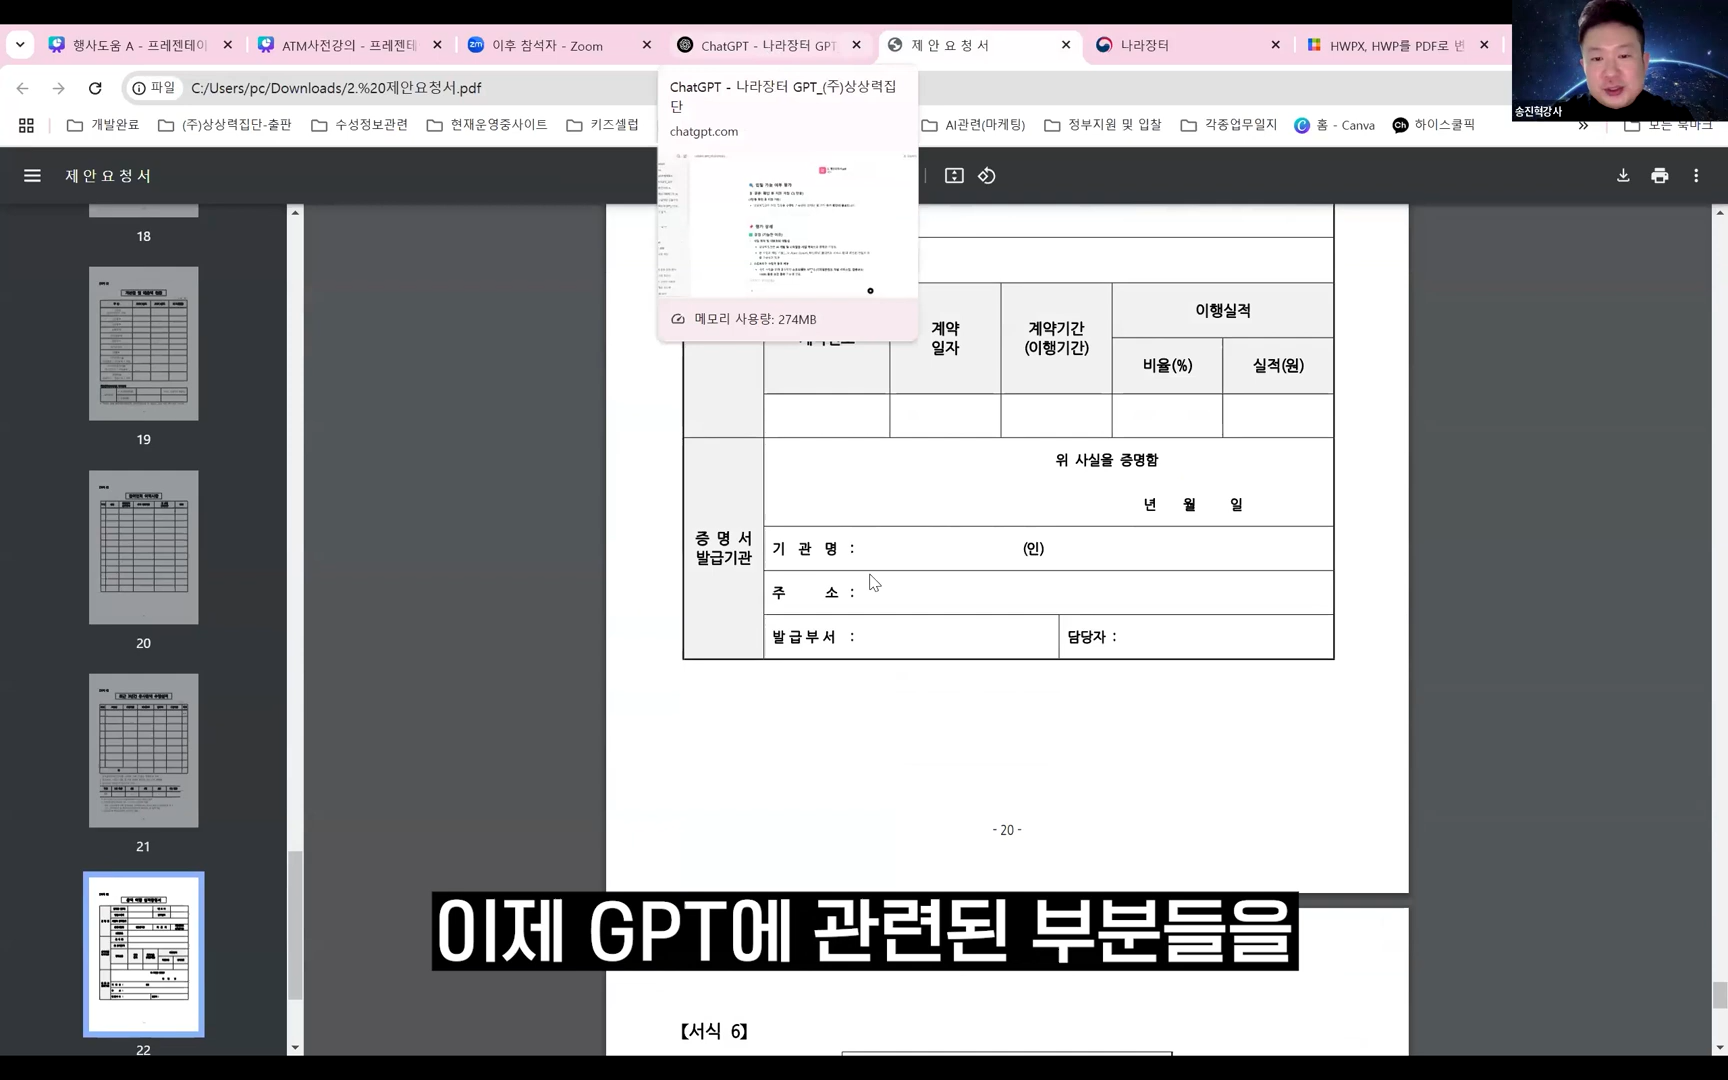 행사도움 A - 프레젠테이
ATM사전강의 - 프레젠테
zm 이후 참석자 - Zoom
ChatGPT - 나라장터 GPT
제 안 요 청 서
나라장터
HWPX, HWP를 PDF로 변
송진혁강사
파일
C:/Users/pc/Downloads/2.%20제안요청서.pdf
개발완료
(주)상상력집단-출판
수성정보관련
현재운영중사이트
키즈셀럽
AI관련(마케팅)
정부지원 및 입찰
각종업무일지
홈 - Canva
Ch 하이스쿨픽
모든 북마크
ChatGPT - 나라장터 GPT_(주)상상력집
단
chatgpt.com
메모리 사용량: 274MB
제 안 요 청 서
18
19
20
21
22
계약
일자
계약기간
(이행기간)
이행실적
비율(%)
실적(원)
위 사실을 증명함
년 월 일
증 명 서
발급기관
기 관 명 : (인)
주 소 :
발 급 부 서 :
담당자 :
- 20 -
이제 GPT에 관련된 부분들을
【서식 6】